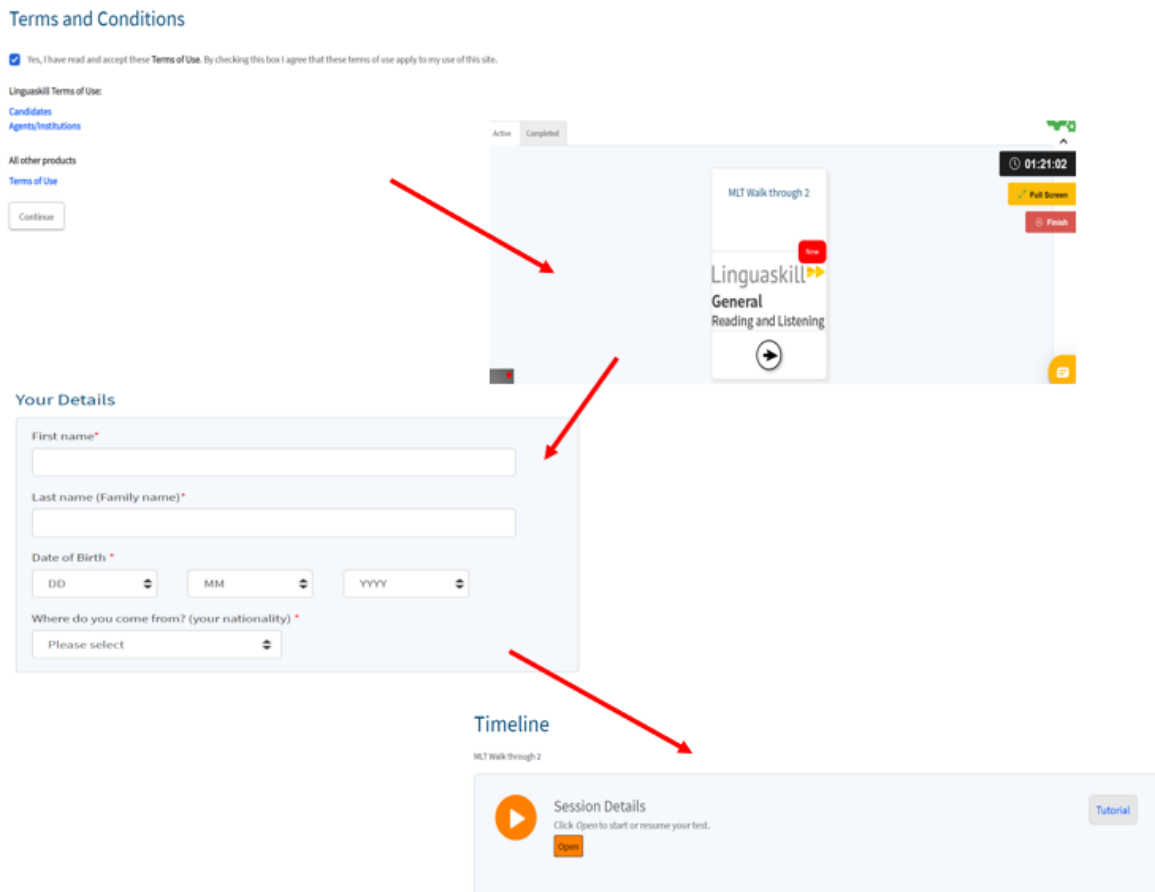 Terms and Conditions
Yes, I have read and accept these Terms of Use. By checking this box I agree that these terms of use apply to my use of this site.
Linguaskill Terms of Use:
Candidates
Agents/Institutions
All other products
Terms of Use
Continue
Active Completed
01:21:02
Full Screen
Finish
MLT Walk through 2
New
Linguaskill
General
Reading and Listening
Your Details
First name*
Last name (Family name)*
Date of Birth *
DD MM YYYY
Where do you come from? (your nationality) *
Please select
Timeline
MLT Walk through 2
Session Details
Click Open to start or resume your test.
Open
Tutorial